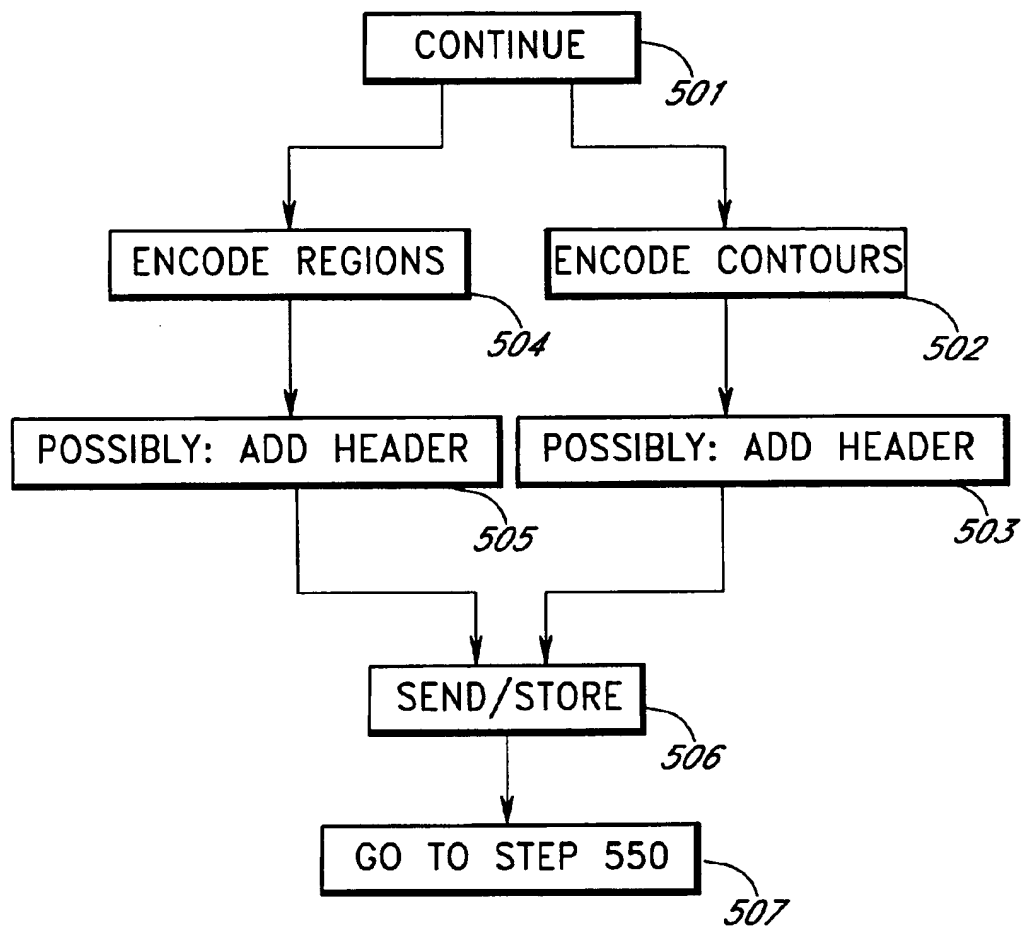 CONTINUE
501
ENCODE REGIONS
504
ENCODE CONTOURS
502
POSSIBLY: ADD HEADER
505
POSSIBLY: ADD HEADER
503
SEND/STORE
506
GO TO STEP 550
507